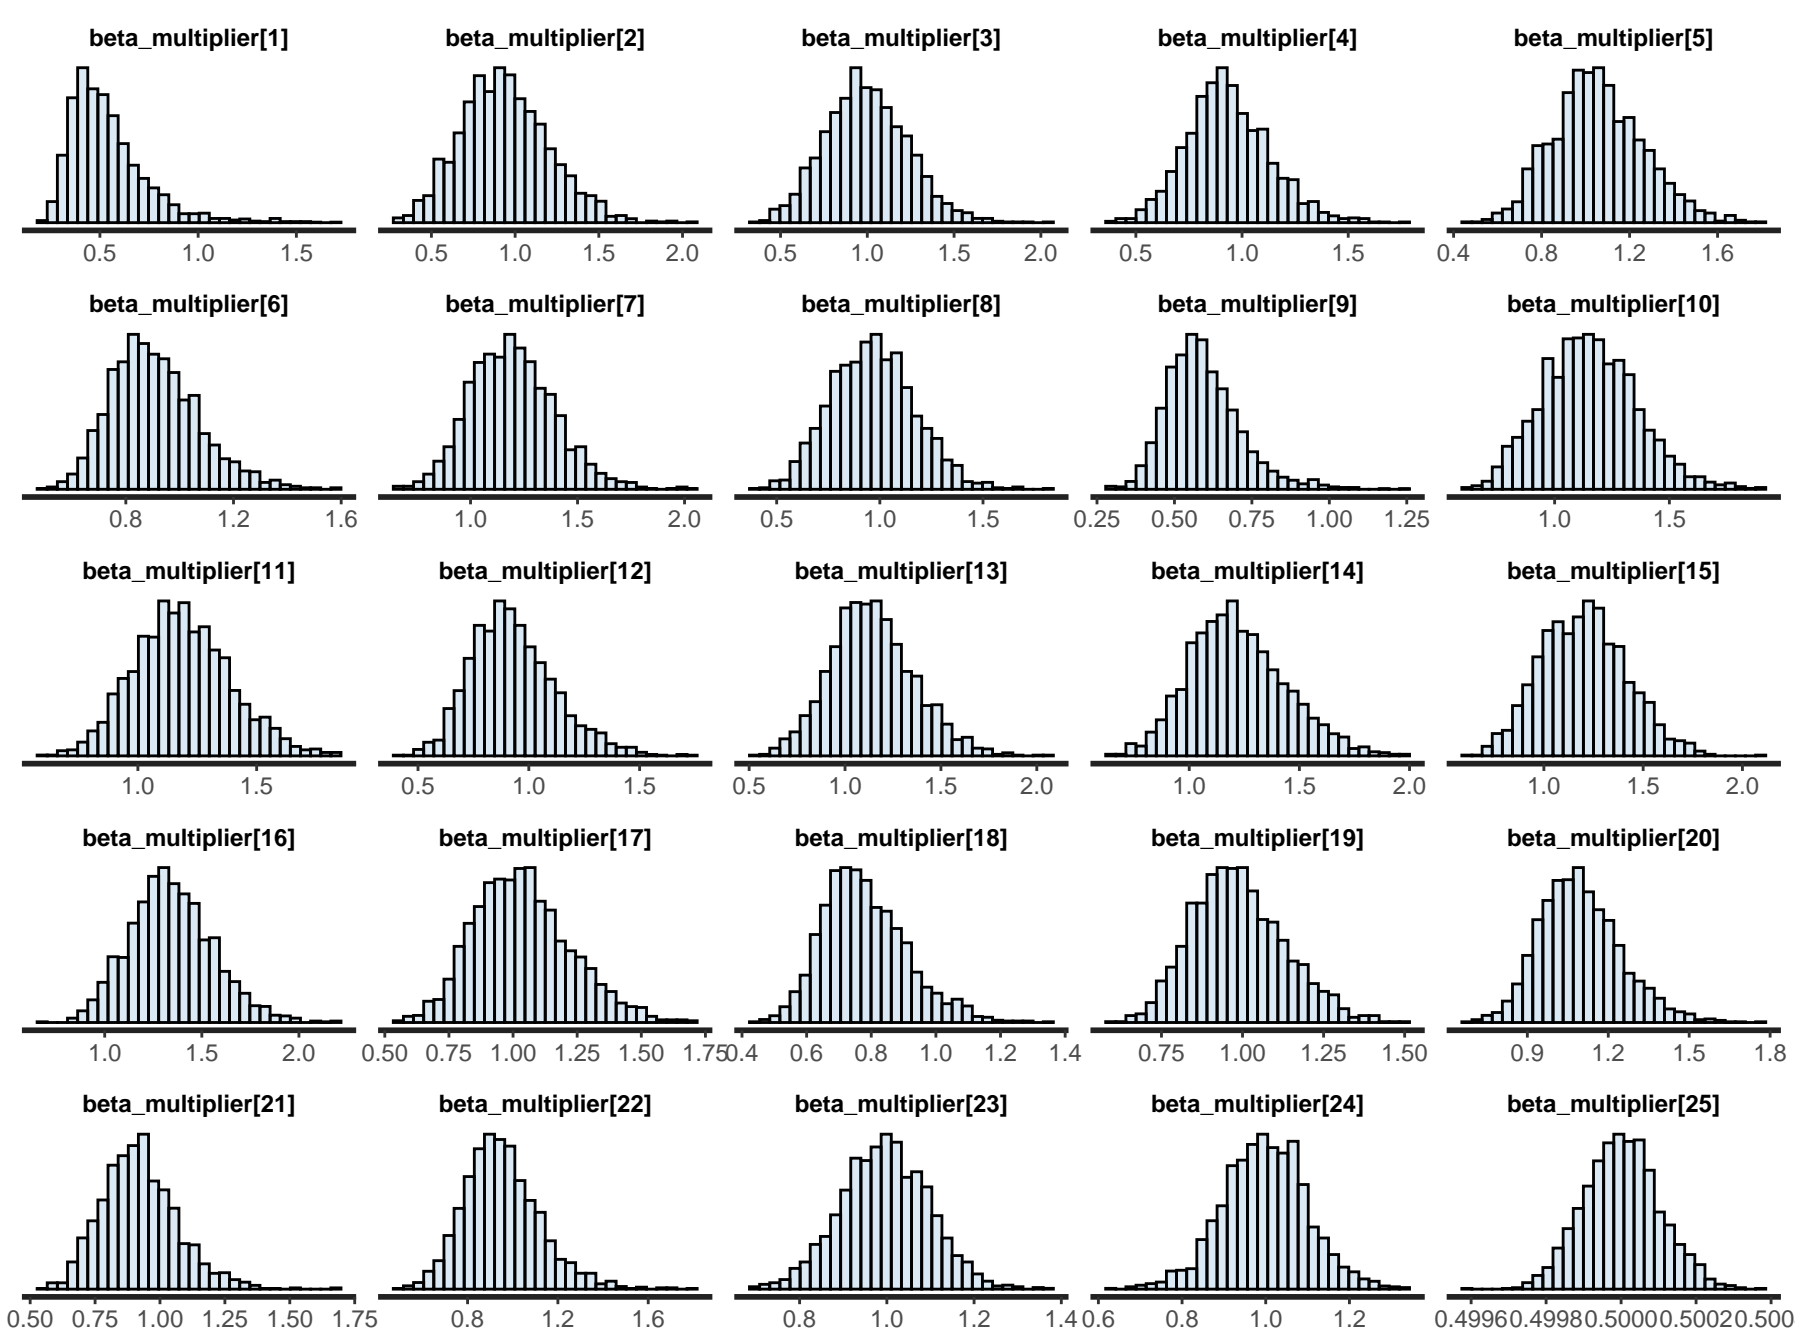 beta_multiplier[1] beta_multiplier[2] beta_multiplier[3] beta_multiplier[4] beta_multiplier[5]
0.5 1.0 1.5 0.5 1.0 1.5 2.0 0.5 1.0 1.5 2.0 0.5 1.0 1.5 0.4 0.8 1.2 1.6
beta_multiplier[6] beta_multiplier[7] beta_multiplier[8] beta_multiplier[9] beta_multiplier[10]
0.8 1.2 1.6 1.0 1.5 2.0 0.5 1.0 1.5 0.25 0.50 0.75 1.00 1.25 1.0 1.5
beta_multiplier[11] beta_multiplier[12] beta_multiplier[13] beta_multiplier[14] beta_multiplier[15]
1.0 1.5 0.5 1.0 1.5 0.5 1.0 1.5 2.0 1.0 1.5 2.0 1.0 1.5 2.0
beta_multiplier[16] beta_multiplier[17] beta_multiplier[18] beta_multiplier[19] beta_multiplier[20]
1.0 1.5 2.0 0.50 0.75 1.00 1.25 1.50 1.75 0.4 0.6 0.8 1.0 1.2 1.4 0.75 1.00 1.25 1.50 0.9 1.2 1.5 1.8
beta_multiplier[21] beta_multiplier[22] beta_multiplier[23] beta_multiplier[24] beta_multiplier[25]
0.50 0.75 1.00 1.25 1.50 1.75 0.8 1.2 1.6 0.8 1.0 1.2 1.4 0.6 0.8 1.0 1.2 0.4996 0.4998 0.5000 0.5002 0.500